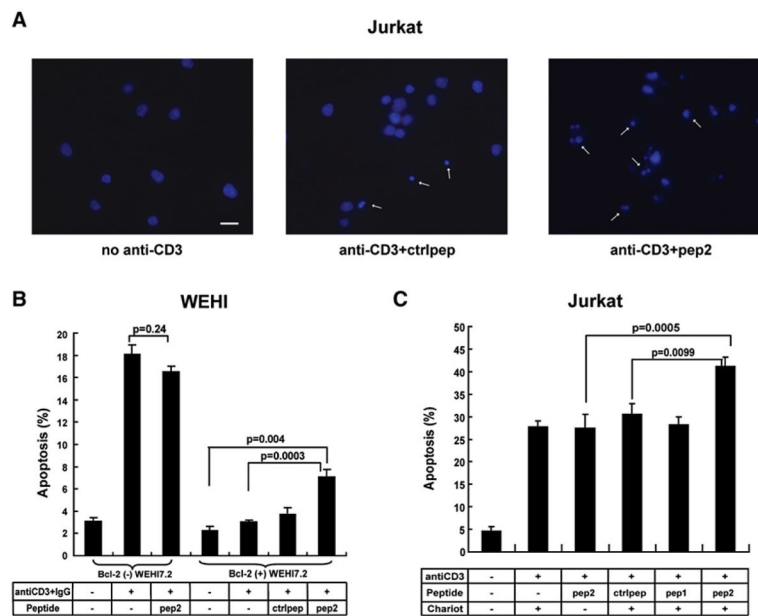 A
Jurkat
no anti-CD3
anti-CD3+ctrlpep
anti-CD3+pep2
B
WEHI
Apoptosis (%)
20
18
16
14
12
10
8
6
4
2
0
p=0.24
p=0.004
p=0.0003
Bcl-2 (-) WEHI7.2
Bcl-2 (+) WEHI7.2
antiCD3+IgG - + + - + + +
Peptide - - pep2 - - ctrlpep pep2
C
Jurkat
Apoptosis (%)
50
45
40
35
30
25
20
15
10
5
0
p=0.0005
p=0.0099
antiCD3 - + + + + +
Peptide - - pep2 ctrlpep pep1 pep2
Chariot - + - + + +